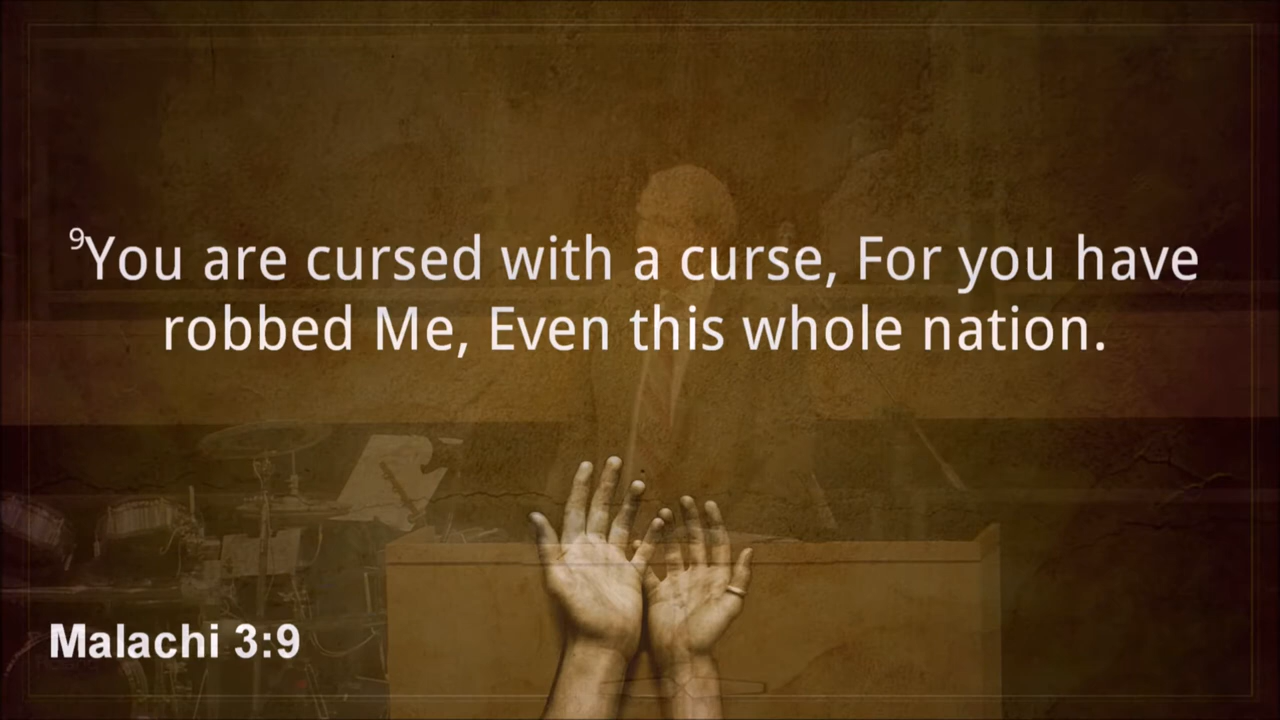 ⁹You are cursed with a curse, For you have
robbed Me, Even this whole nation.
Malachi 3:9